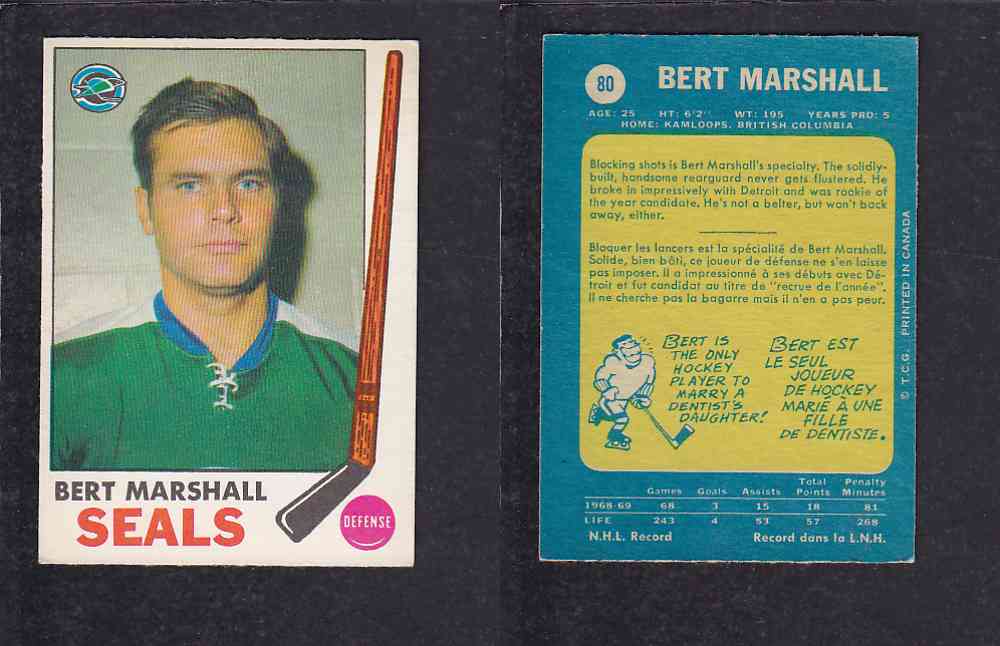 BERT MARSHALL
SEALS
DEFENSE
80
BERT MARSHALL
AGE: 25 HT: 6'2" WT: 195 YEARS PRO: 5
HOME: KAMLOOPS, BRITISH COLUMBIA
Blocking shots is Bert Marshall's specialty. The solidly-
built, handsome rearguard never gets flustered. He
broke in impressively with Detroit and was rookie of
the year candidate. He's not a belter, but won't back
away, either.
Bloquer les lancers est la spécialité de Bert Marshall.
Solide, bien bâti, ce joueur de défense ne s'en laisse
pas imposer. Il a impressionné à ses débuts avec Dé-
troit et fut candidat au titre de "recrue de l'année".
Il ne cherche pas la bagarre mais il n'en a pas peur.
BERT IS
THE ONLY
HOCKEY
PLAYER TO
MARRY A
DENTIST'S
DAUGHTER!
BERT EST
LE SEUL
JOUEUR
DE HOCKEY
MARIE À UNE
FILLE
DE DENTISTE.
Games Goals Assists Total Points Penalty Minutes
1968-69 68 3 15 18 81
LIFE 243 4 53 57 268
N.H.L. Record Record dans la L.N.H.
© T.C.G. PRINTED IN CANADA